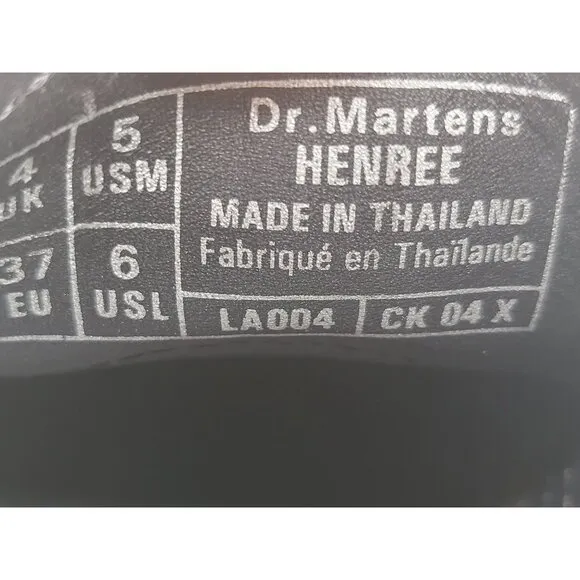 4
UK
5
USM
37
EU
6
USL
Dr.Martens
HENREE
MADE IN THAILAND
Fabriqué en Thaïlande
LA004
CK 04 X